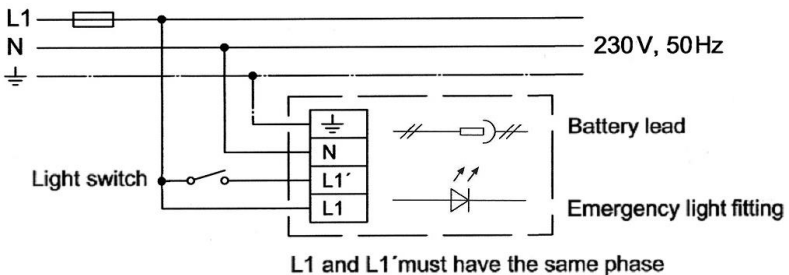 L1
N
230V, 50Hz
Battery lead
N
Light switch
L1´
L1
Emergency light fitting
L1 and L1´must have the same phase